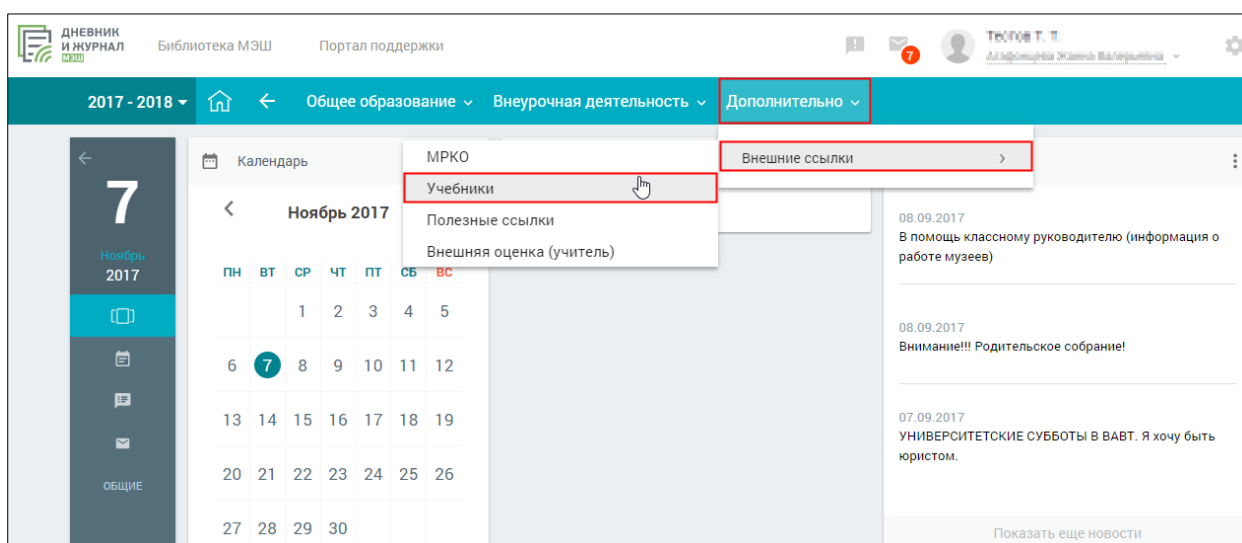 ДНЕВНИК
И ЖУРНАЛ
МЭШ
Библиотека МЭШ
Портал поддержки
7
2017 - 2018
Общее образование
Внеурочная деятельность
Дополнительно
Внешние ссылки
МРКО
Учебники
Полезные ссылки
Внешняя оценка (учитель)
7
Ноябрь
2017
ОБЩИЕ
Календарь
Ноябрь 2017
ПН ВТ СР ЧТ ПТ СБ ВС
1 2 3 4 5
6 7 8 9 10 11 12
13 14 15 16 17 18 19
20 21 22 23 24 25 26
27 28 29 30
08.09.2017
В помощь классному руководителю (информация о
работе музеев)
08.09.2017
Внимание!!! Родительское собрание!
07.09.2017
УНИВЕРСИТЕТСКИЕ СУББОТЫ В ВАВТ. Я хочу быть
юристом.
Показать еще новости